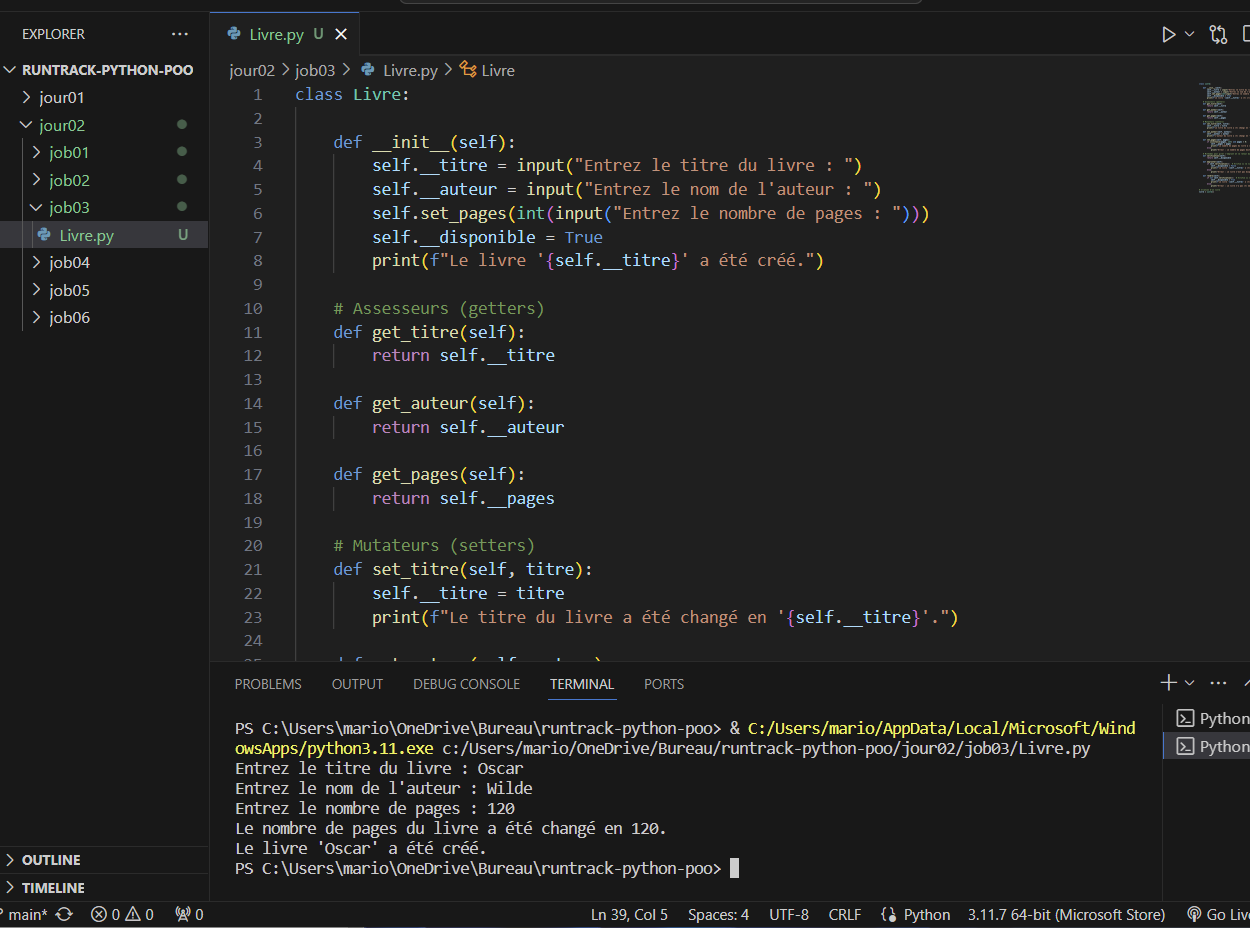 EXPLORER
Livre.py U
RUNTRACK-PYTHON-POO
jour01
jour02
job01
job02
job03
Livre.py U
job04
job05
job06
OUTLINE
TIMELINE
jour02 > job03 > Livre.py > Livre
1 class Livre:
2
3 def __init__(self):
4 self.__titre = input("Entrez le titre du livre : ")
5 self.__auteur = input("Entrez le nom de l'auteur : ")
6 self.set_pages(int(input("Entrez le nombre de pages : ")))
7 self.__disponible = True
8 print(f"Le livre '{self.__titre}' a été créé.")
9
10 # Assesseurs (getters)
11 def get_titre(self):
12 return self.__titre
13
14 def get_auteur(self):
15 return self.__auteur
16
17 def get_pages(self):
18 return self.__pages
19
20 # Mutateurs (setters)
21 def set_titre(self, titre):
22 self.__titre = titre
23 print(f"Le titre du livre a été changé en '{self.__titre}'.")
24
PROBLEMS OUTPUT DEBUG CONSOLE TERMINAL PORTS
PS C:\Users\mario\OneDrive\Bureau\runtrack-python-poo> & C:/Users/mario/AppData/Local/Microsoft/Wind
owsApps/python3.11.exe c:/Users/mario/OneDrive/Bureau/runtrack-python-poo/jour02/job03/Livre.py
Entrez le titre du livre : Oscar
Entrez le nom de l'auteur : Wilde
Entrez le nombre de pages : 120
Le nombre de pages du livre a été changé en 120.
Le livre 'Oscar' a été créé.
PS C:\Users\mario\OneDrive\Bureau\runtrack-python-poo>
Python
Python
main* 0 0 0 Ln 39, Col 5 Spaces: 4 UTF-8 CRLF Python 3.11.7 64-bit (Microsoft Store) Go Live